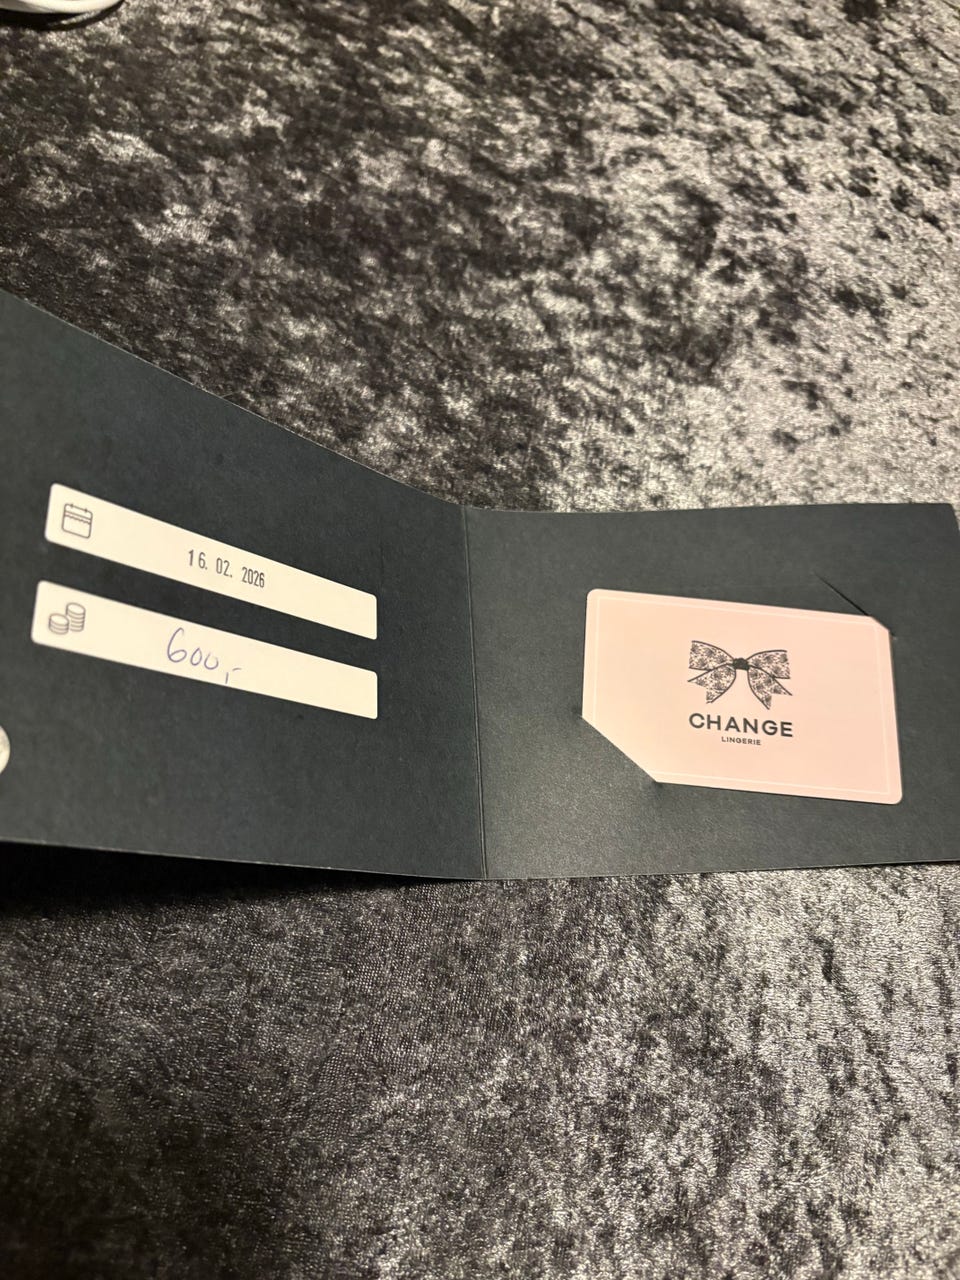 16. 02. 2026
600,-
CHANGE
LINGERIE